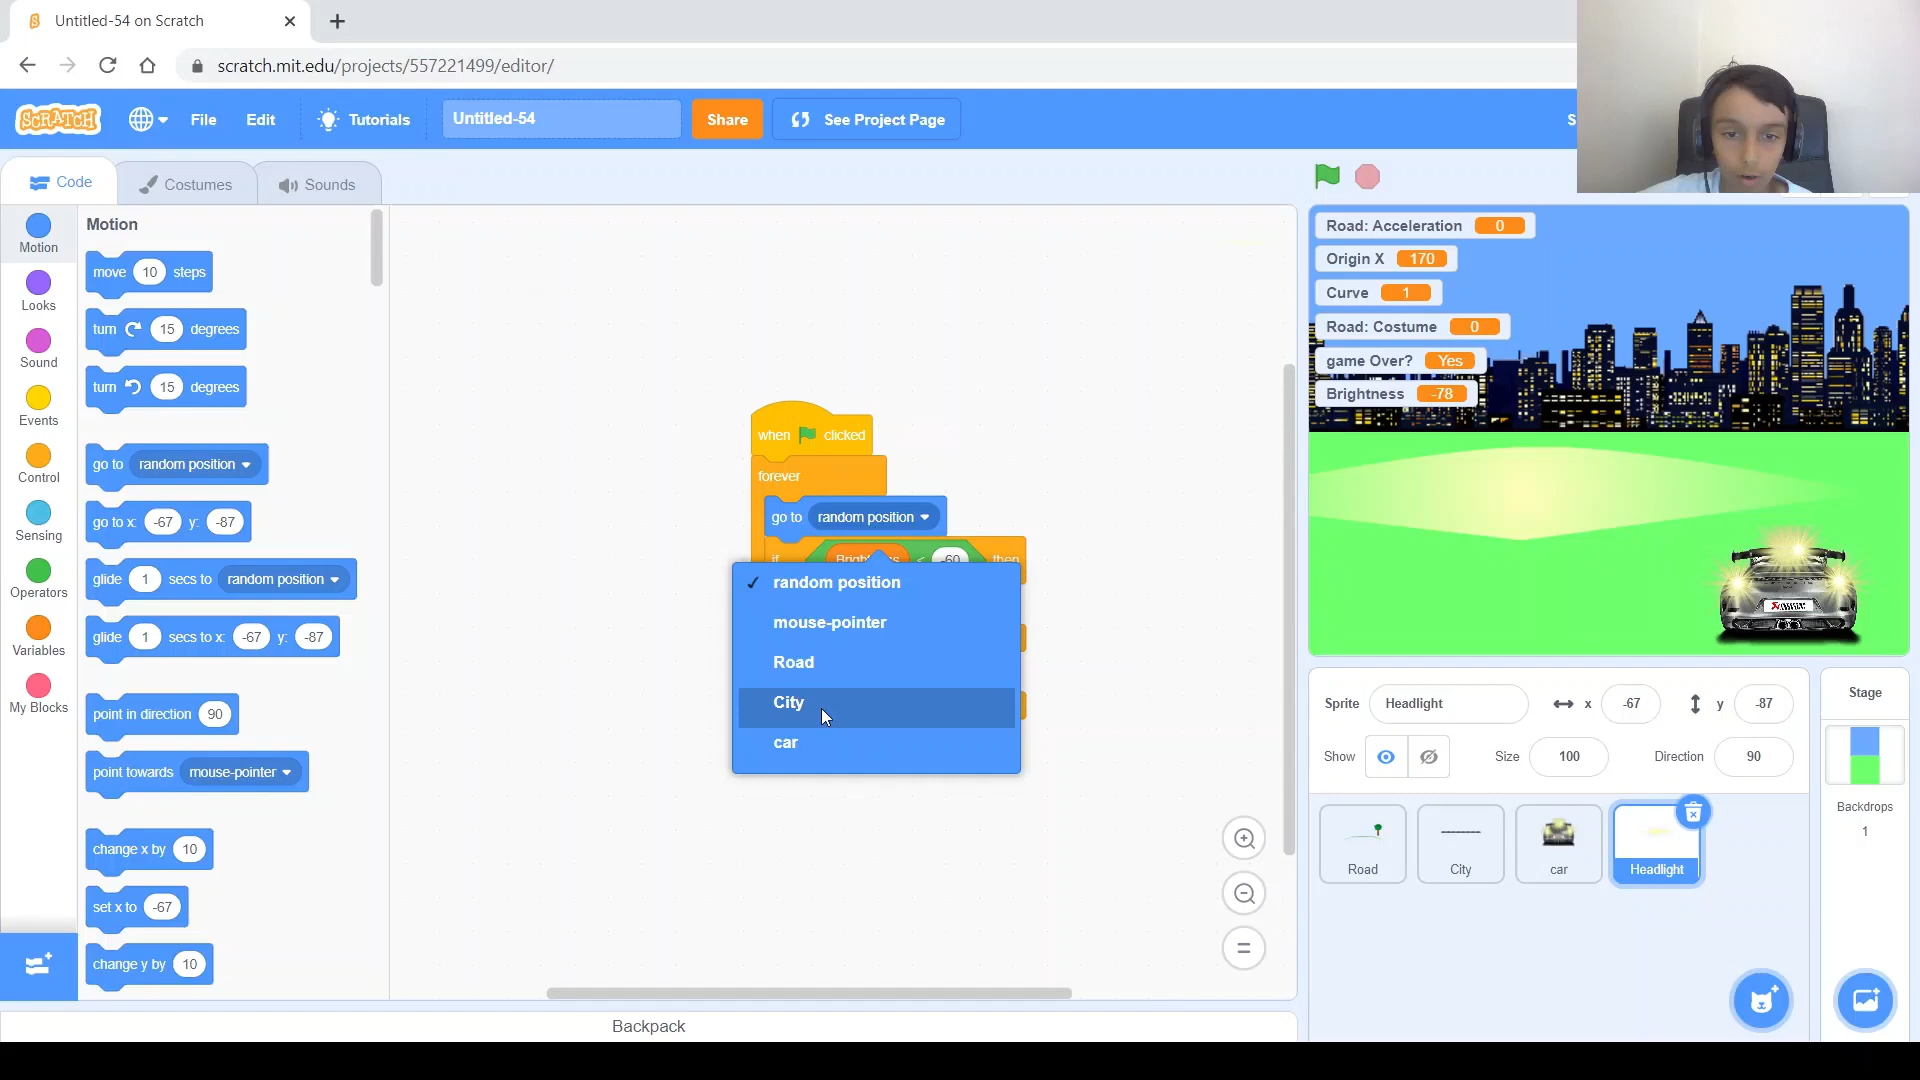 Untitled-54 on Scratch
scratch.mit.edu/projects/557221499/editor/
SCRATCH
File
Edit
Tutorials
Untitled-54
Share
See Project Page
S
Code
Costumes
Sounds
Motion
Looks
Sound
Events
Control
Sensing
Operators
Variables
My Blocks
Motion
move 10 steps
turn 15 degrees
turn 15 degrees
go to random position
go to x: -67 y: -87
glide 1 secs to random position
glide 1 secs to x: -67 y: -87
point in direction 90
point towards mouse-pointer
change x by 10
set x to -67
change y by 10
when clicked
forever
go to random position
if < -60 then
random position
mouse-pointer
Road
City
car
Backpack
Road: Acceleration 0
Origin X 170
Curve 1
Road: Costume 0
game Over? Yes
Brightness -78
Sprite Headlight x -67 y -87
Show Size 100 Direction 90
Road
City
car
Headlight
Stage
Backdrops
1